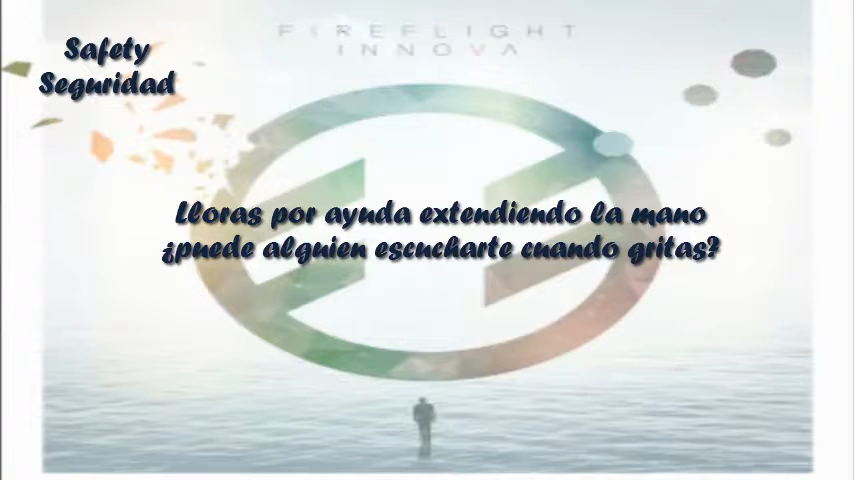 FIREFLIGHT
INNOVA
Safety
Seguridad
Lloras por ayuda extendiendo la mano
¿puede alguien escucharte cuando gritas?